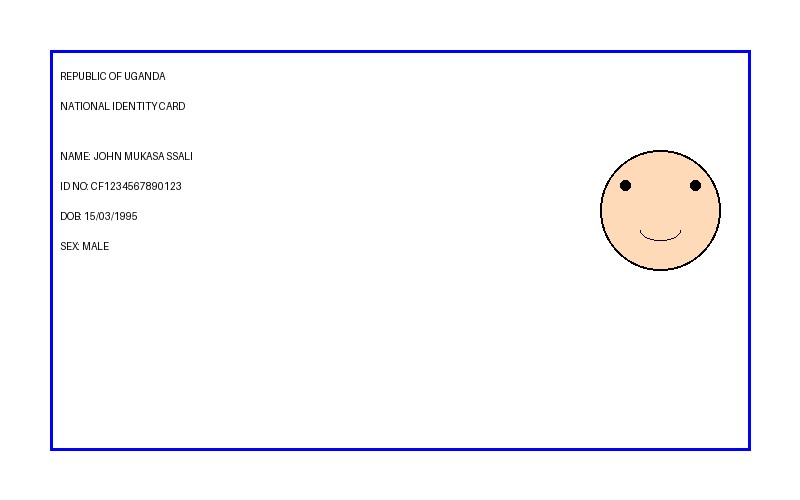 REPUBLIC OF UGANDA
NATIONAL IDENTITY CARD
NAME: JOHN MUKASA SSALI
ID NO: CF1234567890123
DOB: 15/03/1995
SEX: MALE